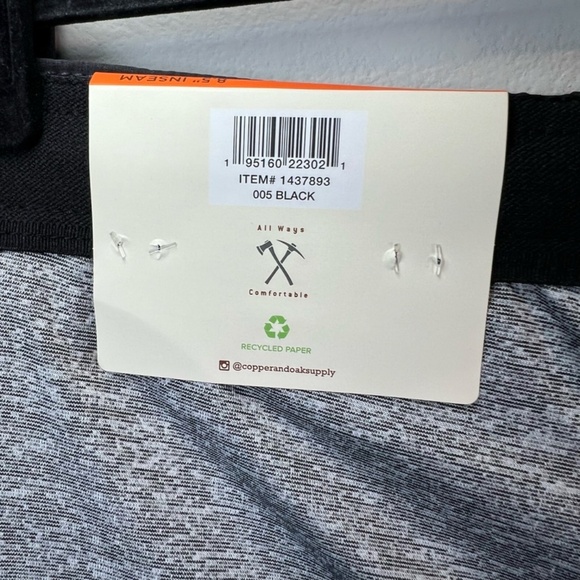 8.5" INSEAM
1 95160 22302 1
ITEM# 1437893
005 BLACK
All Ways
Comfortable
RECYCLED PAPER
@copperandoaksupply